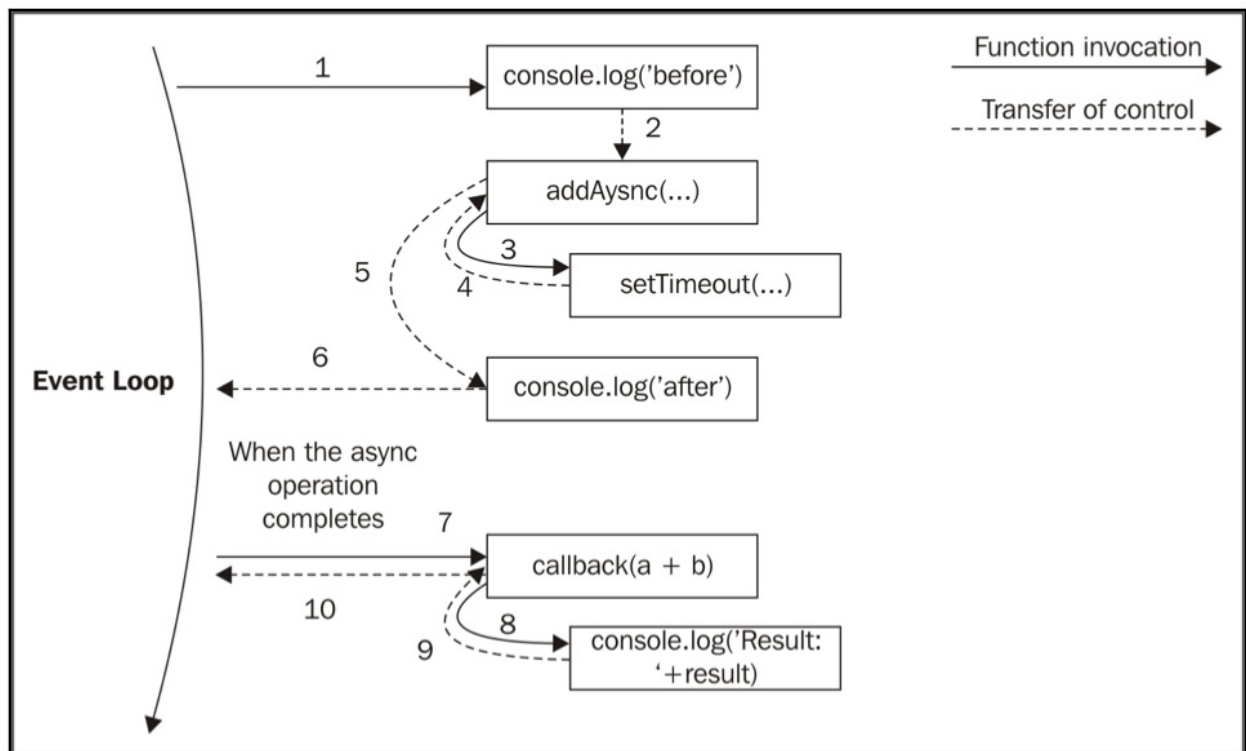 Function invocation
Transfer of control
1
console.log('before')
2
addAysnc(...)
3
4
setTimeout(...)
5
6
console.log('after')
Event Loop
When the async
operation
completes
7
callback(a + b)
10
8
9
console.log('Result:
‘+result)